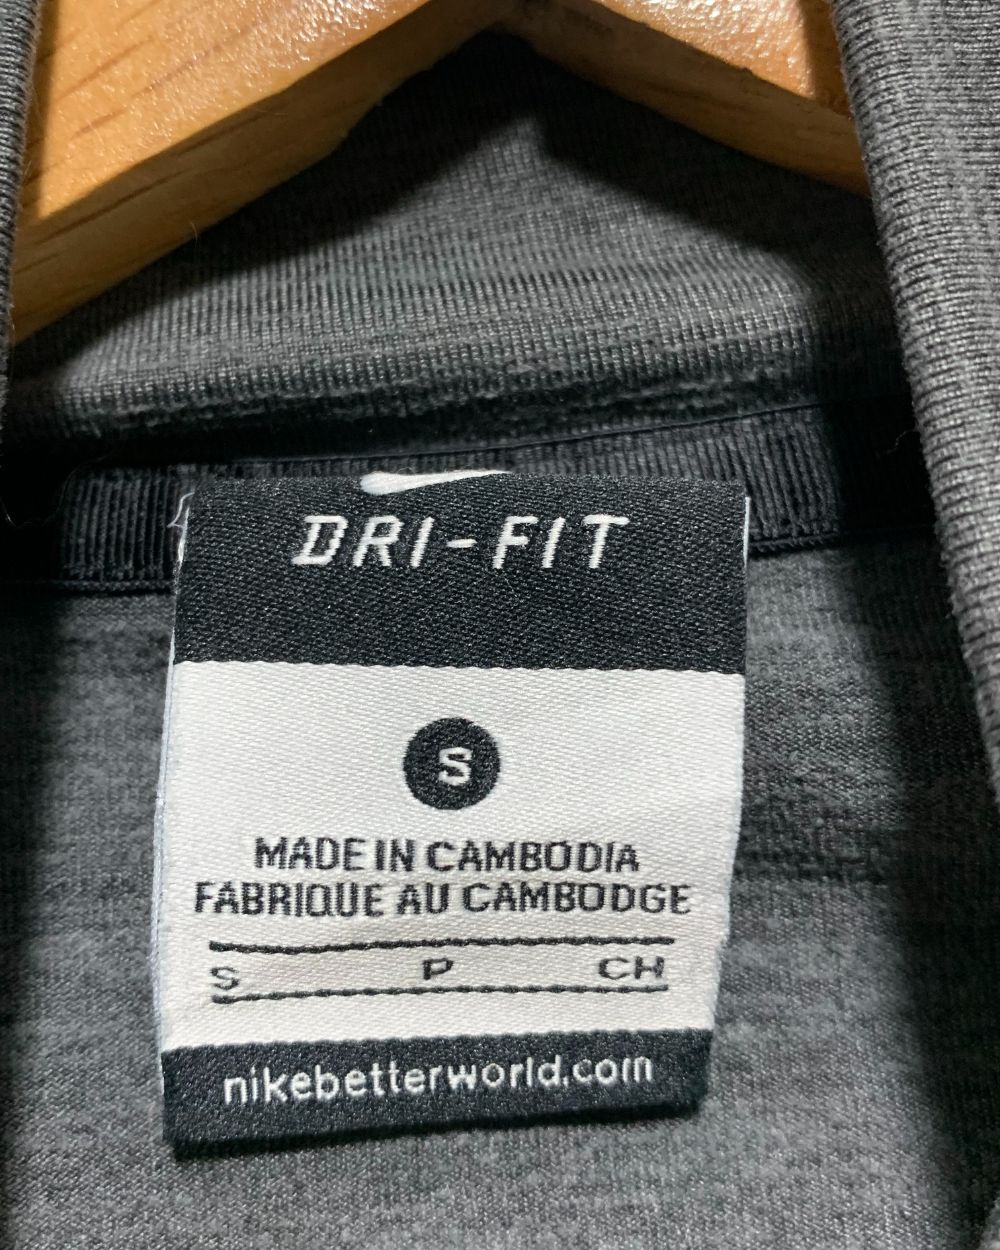 DRI-FIT
S
MADE IN CAMBODIA
FABRIQUE AU CAMBODGE
S P CH
nikebetterworld.com